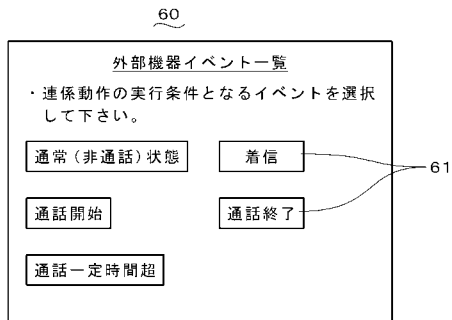 60
外部機器イベント一覧
・連係動作の実行条件となるイベントを選択
して下さい。
通常(非通話)状態 着信
61
通話開始 通話終了
通話一定時間超